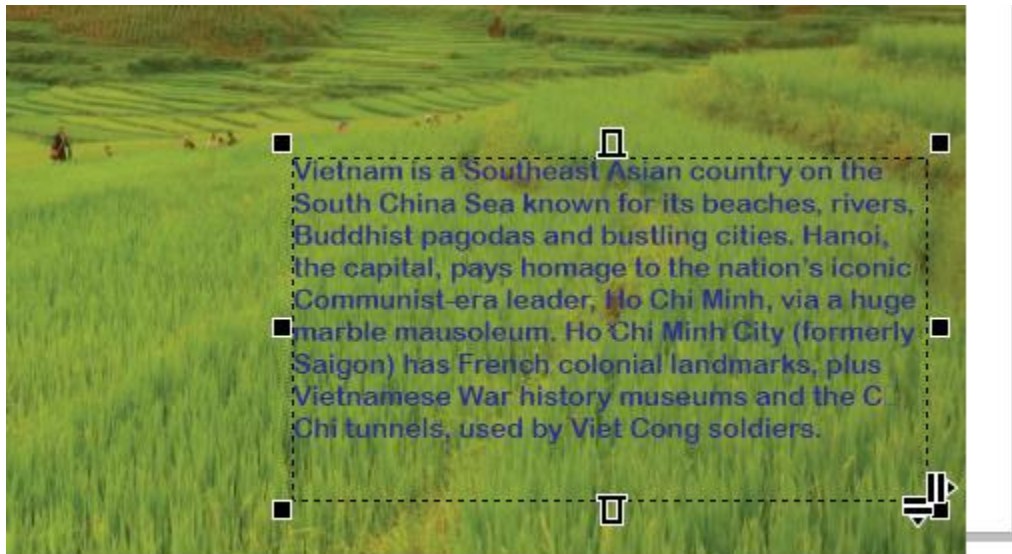 Vietnam is a Southeast Asian country on the
South China Sea known for its beaches, rivers,
Buddhist pagodas and bustling cities. Hanoi,
the capital, pays homage to the nation’s iconic
Communist-era leader, Ho Chi Minh, via a huge
marble mausoleum. Ho Chi Minh City (formerly
Saigon) has French colonial landmarks, plus
Vietnamese War history museums and the C
Chi tunnels, used by Viet Cong soldiers.